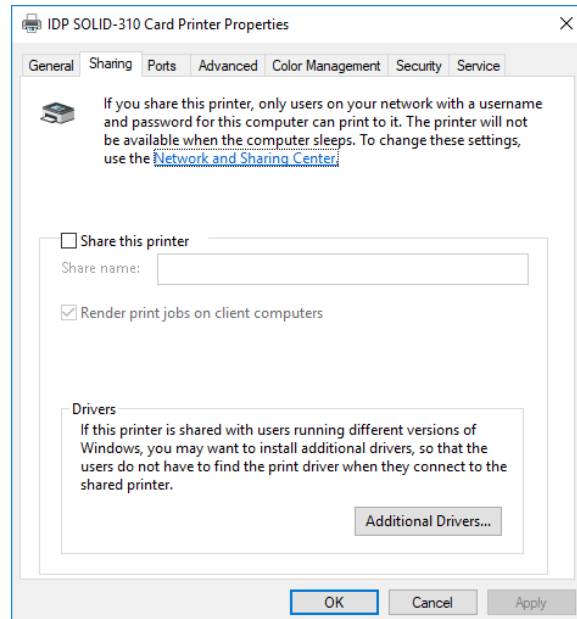 IDP SOLID-310 Card Printer Properties
General Sharing Ports Advanced Color Management Security Service
If you share this printer, only users on your network with a username
and password for this computer can print to it. The printer will not
be available when the computer sleeps. To change these settings,
use the Network and Sharing Center.
Share this printer
Share name:
Render print jobs on client computers
Drivers
If this printer is shared with users running different versions of
Windows, you may want to install additional drivers, so that the
users do not have to find the print driver when they connect to the
shared printer.
Additional Drivers...
OK Cancel Apply